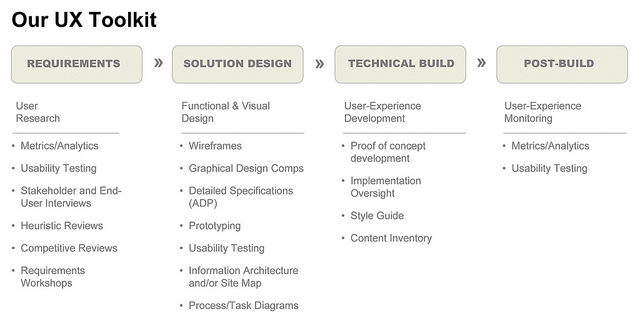 Our UX Toolkit
REQUIREMENTS » SOLUTION DESIGN » TECHNICAL BUILD » POST-BUILD
User
Research
• Metrics/Analytics
• Usability Testing
• Stakeholder and End-
User Interviews
• Heuristic Reviews
• Competitive Reviews
• Requirements
Workshops
Functional & Visual
Design
• Wireframes
• Graphical Design Comps
• Detailed Specifications
(ADP)
• Prototyping
• Usability Testing
• Information Architecture
and/or Site Map
• Process/Task Diagrams
User-Experience
Development
• Proof of concept
development
• Implementation
Oversight
• Style Guide
• Content Inventory
User-Experience
Monitoring
• Metrics/Analytics
• Usability Testing